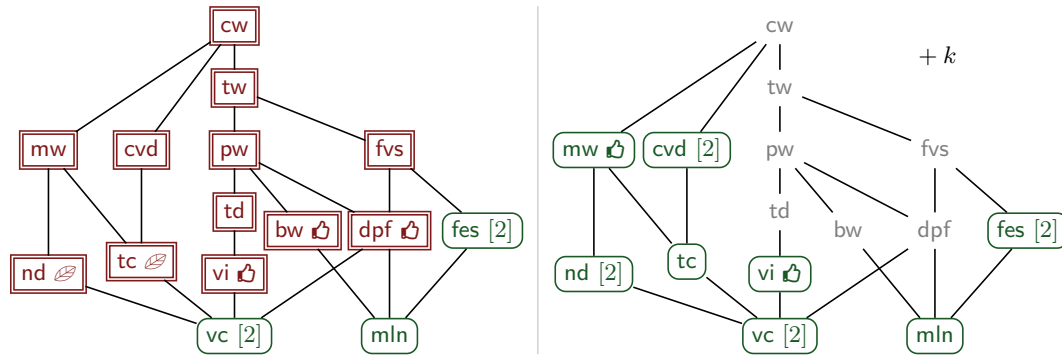 cw
tw
mw cvd pw fvs
td
bw dpf fes [2]
nd tc vi
vc [2] mln
cw
+ k
tw
mw cvd [2] pw fvs
td bw dpf fes [2]
nd [2] tc vi
vc [2] mln